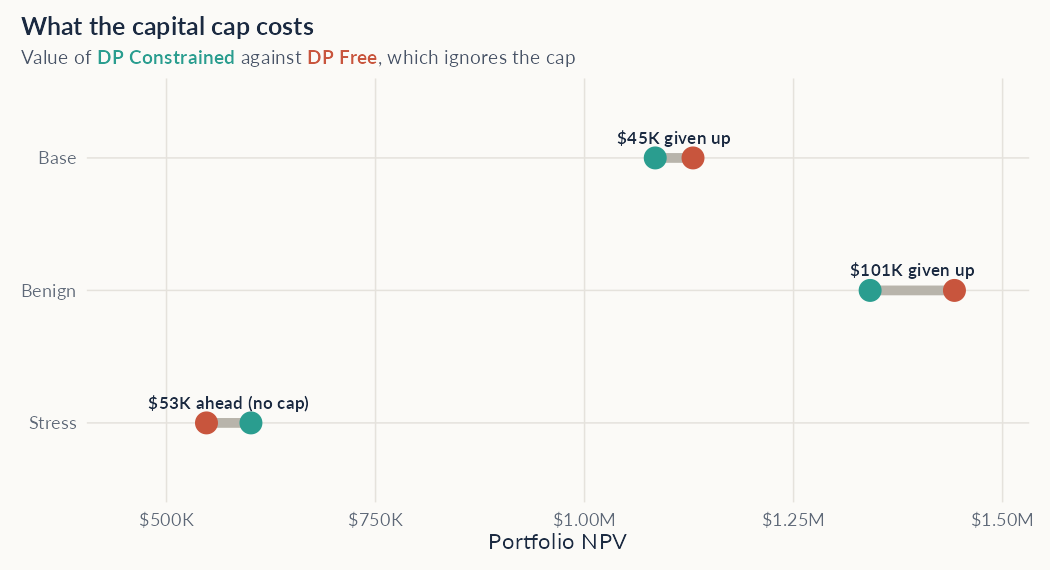 What the capital cap costs
Value of DP Constrained against DP Free, which ignores the cap
$45K given up
Base
$101K given up
Benign
$53K ahead (no cap)
Stress
$500K $750K $1.00M $1.25M $1.50M
Portfolio NPV